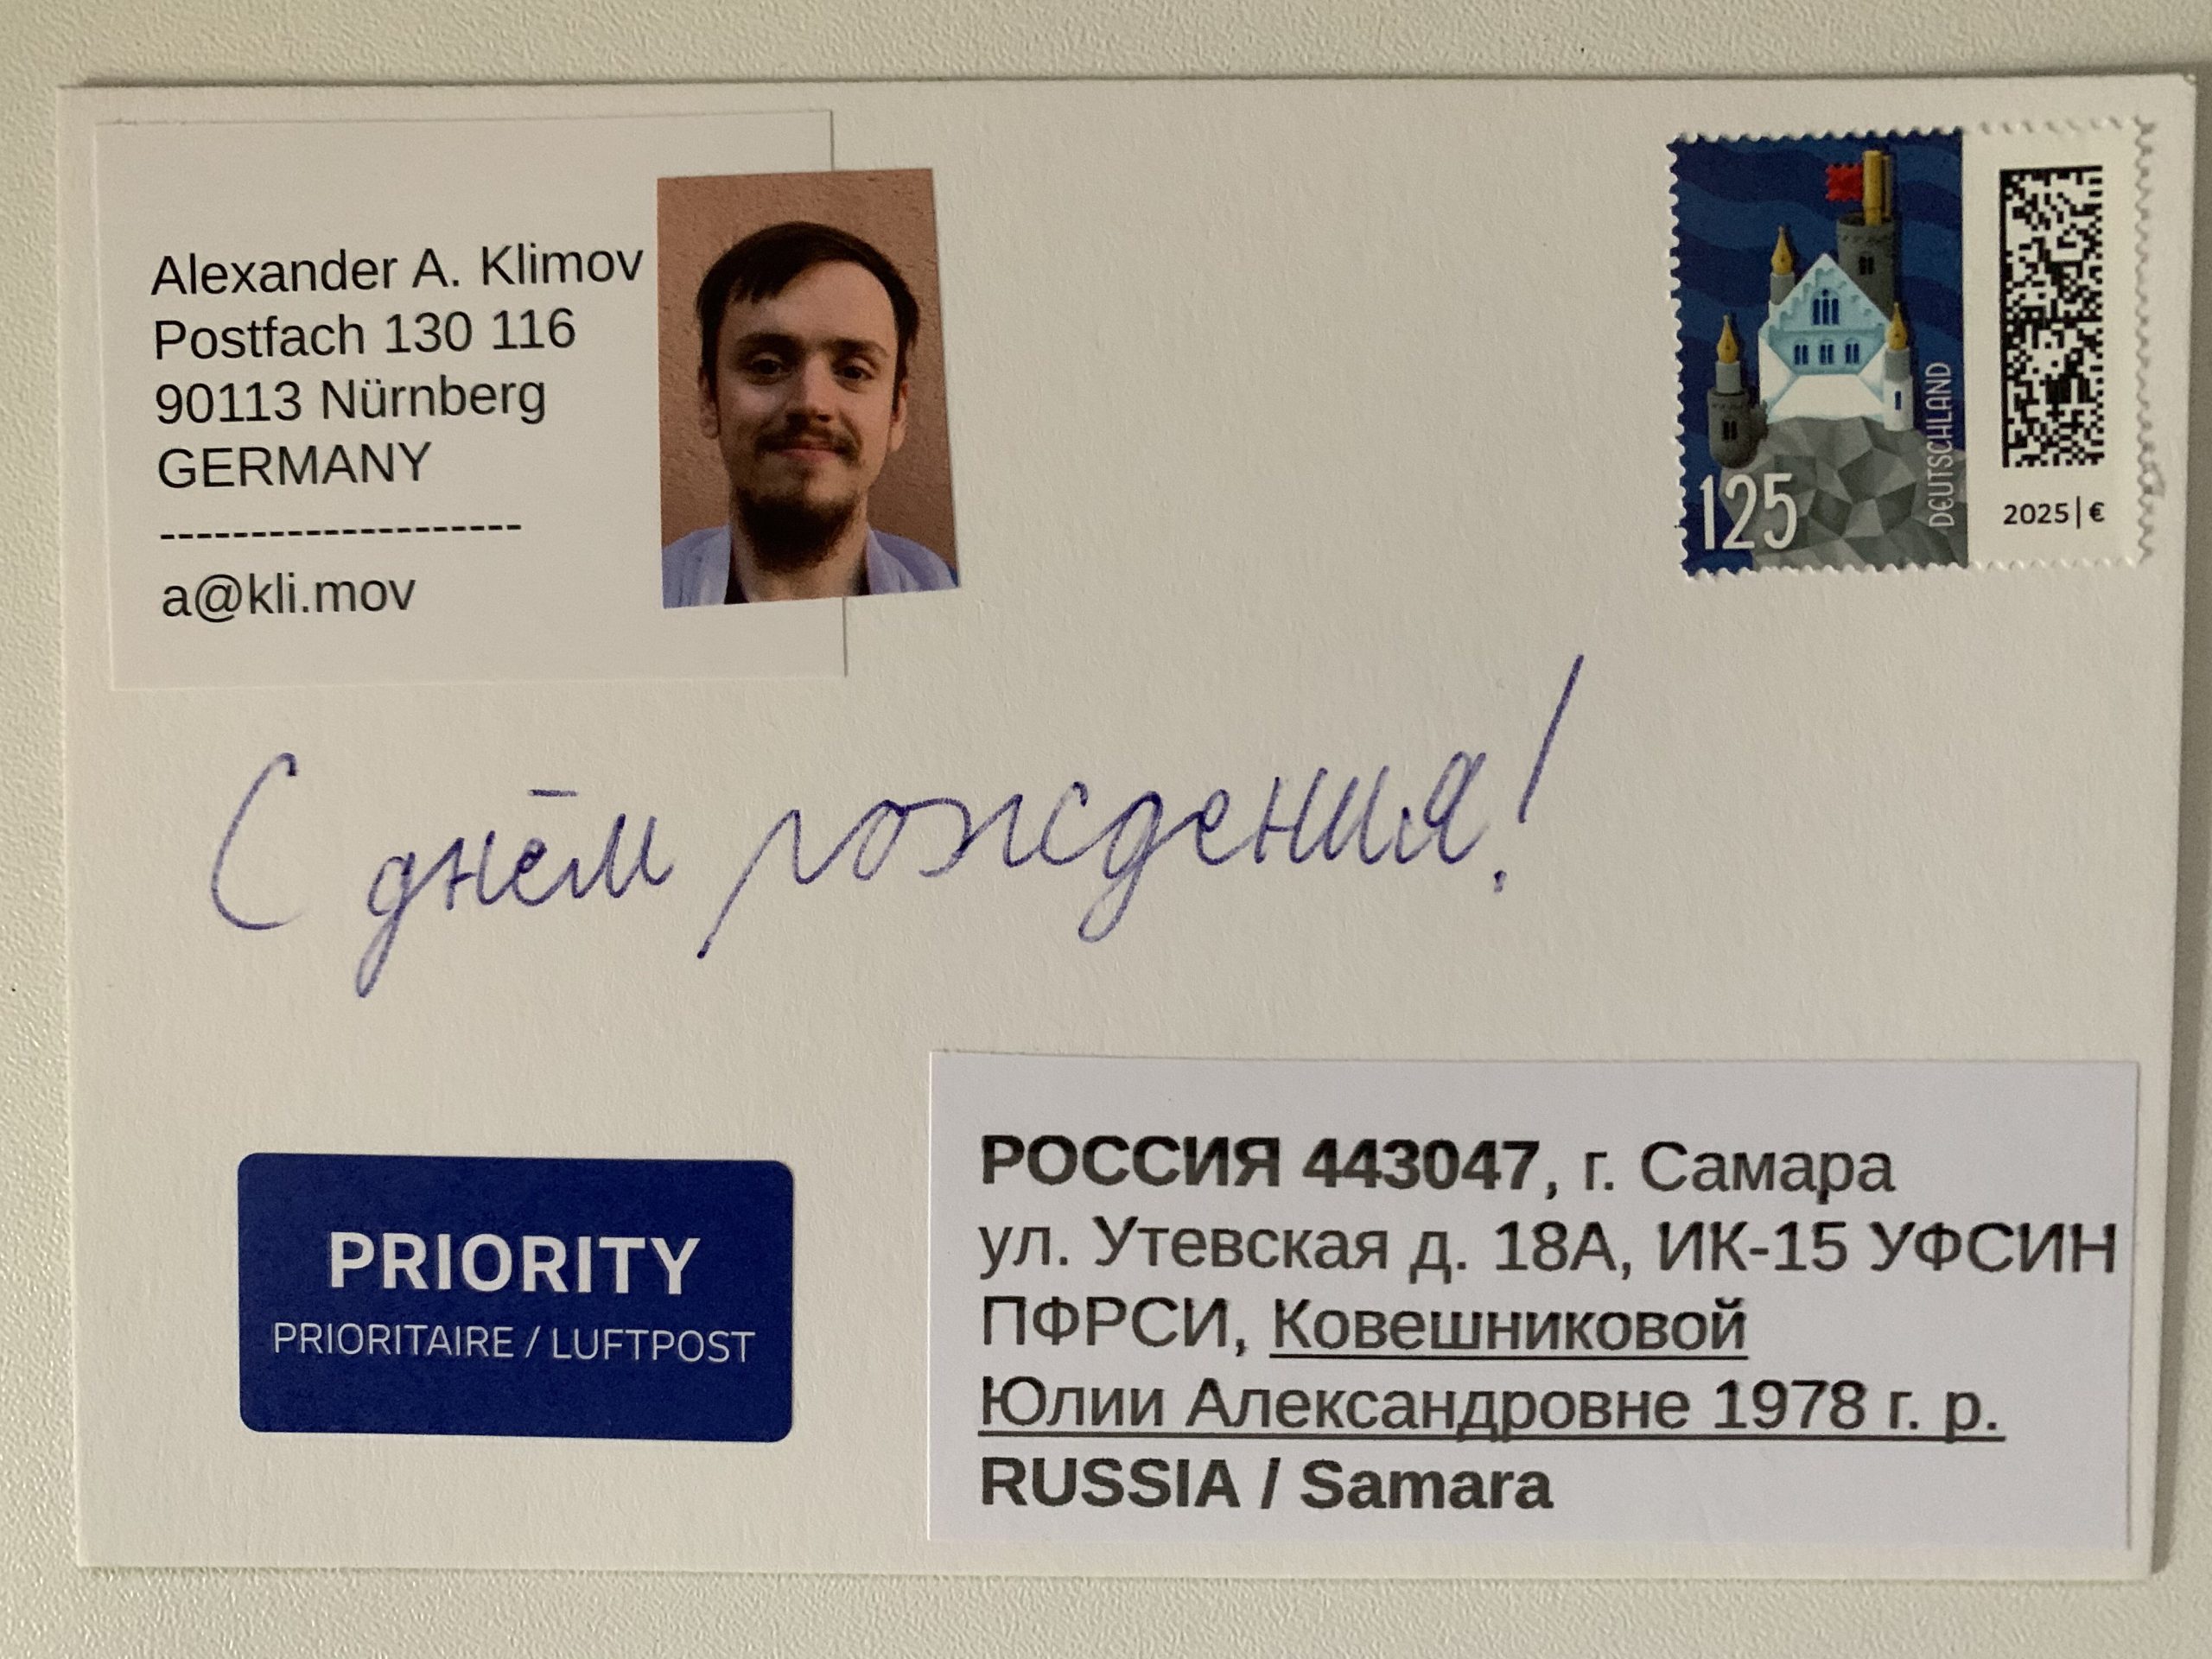 Alexander A. Klimov
Postfach 130 116
90113 Nürnberg
GERMANY
---------------------
a@kli.mov
125
DEUTSCHLAND
2025|€
С днём рождения!
PRIORITY
PRIORITAIRE / LUFTPOST
РОССИЯ 443047, г. Самара
ул. Утевская д. 18А, ИК-15 УФСИН
ПФРСИ, Ковешниковой
Юлии Александровне 1978 г. р.
RUSSIA / Samara